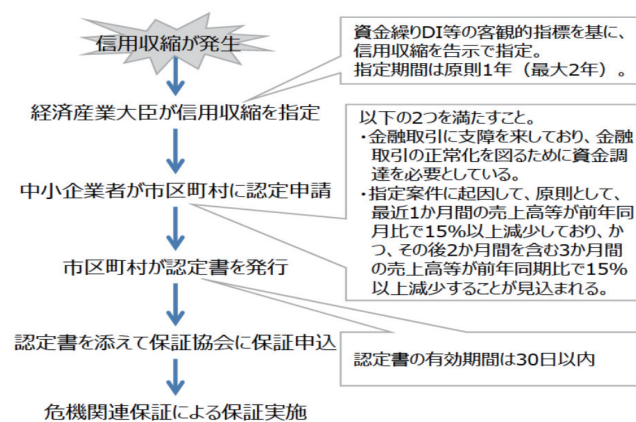 信用収縮が発生
資金繰りDI等の客観的指標を基に、
信用収縮を告示で指定。
指定期間は原則1年（最大2年）。
経済産業大臣が信用収縮を指定
以下の2つを満たすこと。
・金融取引に支障を来しており、金融
取引の正常化を図るために資金調
達を必要としている。
・指定案件に起因して、原則として、
最近1か月間の売上高等が前年同
月比で15%以上減少しており、か
つ、その後2か月間を含む3か月間
の売上高等が前年同期比で15%
以上減少することが見込まれる。
中小企業者が市区町村に認定申請
市区町村が認定書を発行
認定書を添えて保証協会に保証申込
認定書の有効期間は30日以内
危機関連保証による保証実施